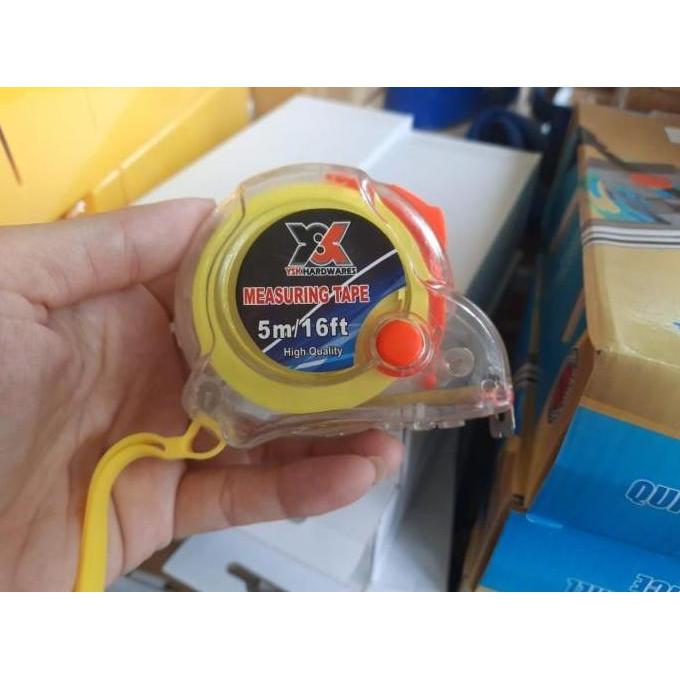 YSK HARDWARES
MEASURING TAPE
5m/16ft
High Quality